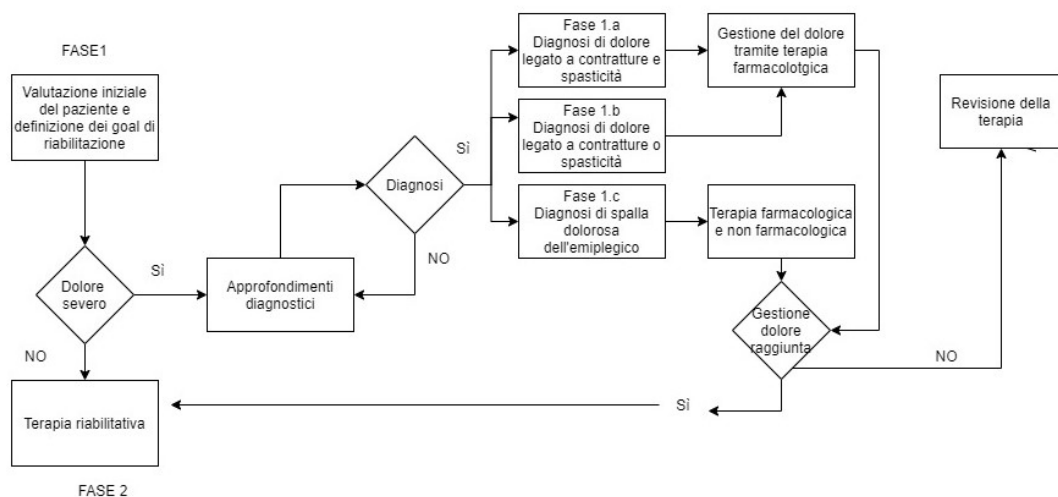 FASE1
Valutazione iniziale
del paziente e
definizione dei goal di
riabilitazione
Dolore
severo
Sì
NO
Terapia riabilitativa
FASE 2
Approfondimenti
diagnostici
Diagnosi
Sì
NO
Fase 1.a
Diagnosi di dolore
legato a contratture e
spasticità
Fase 1.b
Diagnosi di dolore
legato a contratture o
spasticità
Fase 1.c
Diagnosi di spalla
dolorosa
dell'emiplegico
Gestione del dolore
tramite terapia
farmacolotgica
Terapia farmacologica
e non farmacologica
Gestione
dolore
raggiunta
Sì
NO
Revisione della
terapia